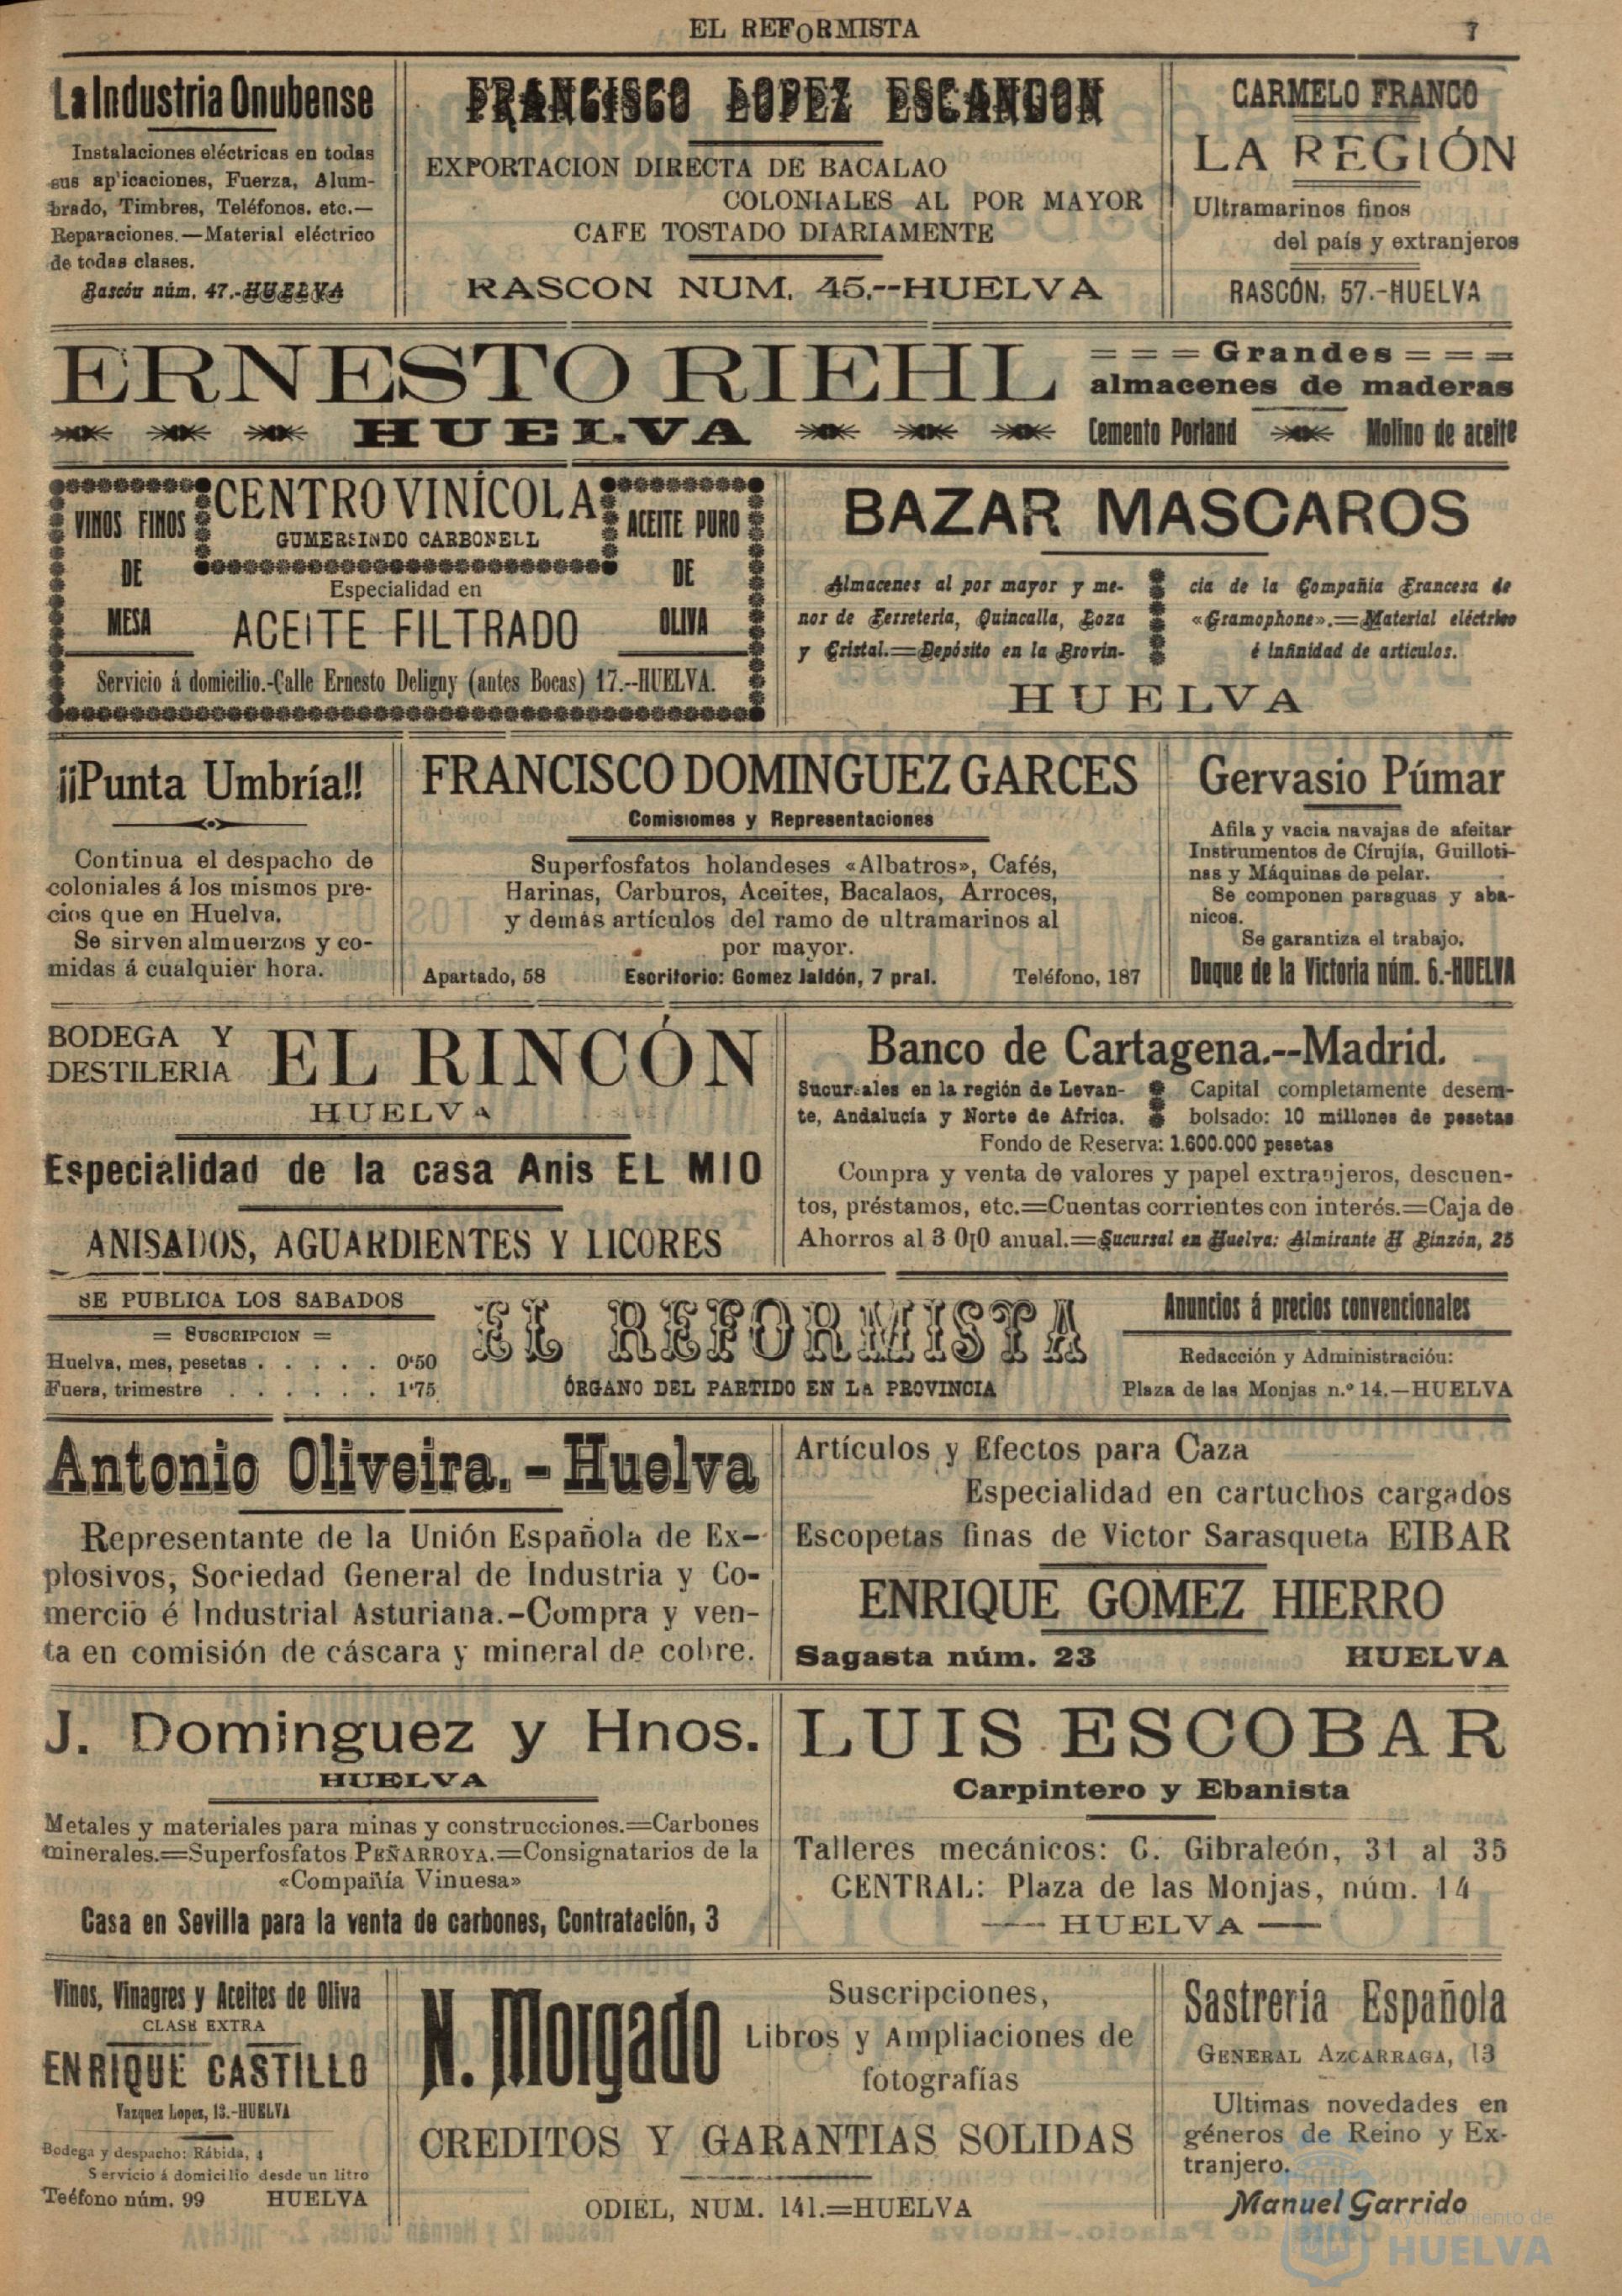 EL REFORMISTA
7
La Industria Onubense
Instalaciones eléctricas en todas
sus ap'icaciones, Fuerza, Alum-
brado, Timbres, Teléfonos. etc.—
Reparaciones.—Material eléctrico
de todas clases.
Rascón núm. 47.-HUELVA
FRANCISCO LOPEZ ESCANDON
EXPORTACION DIRECTA DE BACALAO
COLONIALES AL POR MAYOR
CAFE TOSTADO DIARIAMENTE
RASCON NUM. 45.--HUELVA
CARMELO FRANCO
LA REGIÓN
Ultramarinos finos
del país y extranjeros
RASCÓN, 57.-HUELVA
ERNESTO RIEHL
HUELVA
= = = Grandes = = =
almacenes de maderas
Cemento Porland
Molino de aceite
CENTRO VINÍCOLA
GUMERSINDO CARBONELL
VINOS FINOS
DE
MESA
ACEITE PURO
DE
OLIVA
Especialidad en
ACEITE FILTRADO
Servicio á domicilio.-Calle Ernesto Deligny (antes Bocas) 17.--HUELVA.
BAZAR MASCAROS
Almacenes al por mayor y me-
nor de Ferreteria, Quincalla, Loza
y Cristal.=Depósito en la Provin-
cia de la Compañia Francesa de
«Gramophone».=Material eléctrico
é infinidad de articulos.
HUELVA
¡¡Punta Umbría!!
Continua el despacho de
coloniales á los mismos pre-
cios que en Huelva.
Se sirven almuerzos y co-
midas á cualquier hora.
FRANCISCO DOMINGUEZ GARCES
Comisiomes y Representaciones
Superfosfatos holandeses «Albatros», Cafés,
Harinas, Carburos, Aceites, Bacalaos, Arroces,
y demás artículos del ramo de ultramarinos al
por mayor.
Apartado, 58
Escritorio: Gomez Jaldón, 7 pral.
Teléfono, 187
Gervasio Púmar
Afila y vacia navajas de afeitar
Instrumentos de Círujía, Guilloti-
nas y Máquinas de pelar.
Se componen paraguas y aba-
nicos.
Se garantiza el trabajo.
Duque de la Victoria núm. 6.-HUELVA
BODEGA Y
DESTILERIA
EL RINCÓN
HUELVA
Especialidad de la casa Anis EL MIO
ANISADOS, AGUARDIENTES Y LICORES
Banco de Cartagena.--Madrid.
Sucursales en la región de Levan-
te, Andalucía y Norte de Africa.
Capital completamente desem-
bolsado: 10 millones de pesetas
Fondo de Reserva: 1.600.000 pesetas
Compra y venta de valores y papel extranjeros, descuen-
tos, préstamos, etc.=Cuentas corrientes con interés.=Caja de
Ahorros al 3 0|0 anual.=Sucursal en Huelva: Almirante H Pinzón, 25
SE PUBLICA LOS SABADOS
= SUSCRIPCION =
Huelva, mes, pesetas . . . . . . 0'50
Fuera, trimestre . . . . . . 1'75
EL REFORMISTA
ÓRGANO DEL PARTIDO EN LA PROVINCIA
Anuncios á precios convencionales
Redacción y Administración:
Plaza de las Monjas n.º 14.—HUELVA
Antonio Oliveira.-Huelva
Representante de la Unión Española de Ex-
plosivos, Sociedad General de Industria y Co-
mercio é Industrial Asturiana.-Compra y ven-
ta en comisión de cáscara y mineral de cobre.
Artículos y Efectos para Caza
Especialidad en cartuchos cargados
Escopetas finas de Victor Sarasqueta EIBAR
ENRIQUE GOMEZ HIERRO
Sagasta núm. 23
HUELVA
J. Dominguez y Hnos.
HUELVA
Metales y materiales para minas y construcciones.=Carbones
minerales.=Superfosfatos PEÑARROYA.=Consignatarios de la
«Compañía Vinuesa»
Casa en Sevilla para la venta de carbones, Contratación, 3
LUIS ESCOBAR
Carpintero y Ebanista
Talleres mecánicos: C. Gibraleón, 31 al 35
CENTRAL: Plaza de las Monjas, núm. 14
— HUELVA —
Vinos, Vinagres y Aceites de Oliva
CLASE EXTRA
ENRIQUE CASTILLO
Vazquez Lopez, 13.-HUELVA
Bodega y despacho: Rábida, 4
Servicio á domicilio desde un litro
Teéfono núm. 99
HUELVA
N. Morgado
Suscripciones,
Libros y Ampliaciones de
fotografías
CREDITOS Y GARANTIAS SOLIDAS
ODIEL, NUM. 141.=HUELVA
Sastrería Española
GENERAL AZCARRAGA, 13
Ultimas novedades en
géneros de Reino y Ex-
tranjero.
Manuel Garrido
Ayuntamiento de
HUELVA